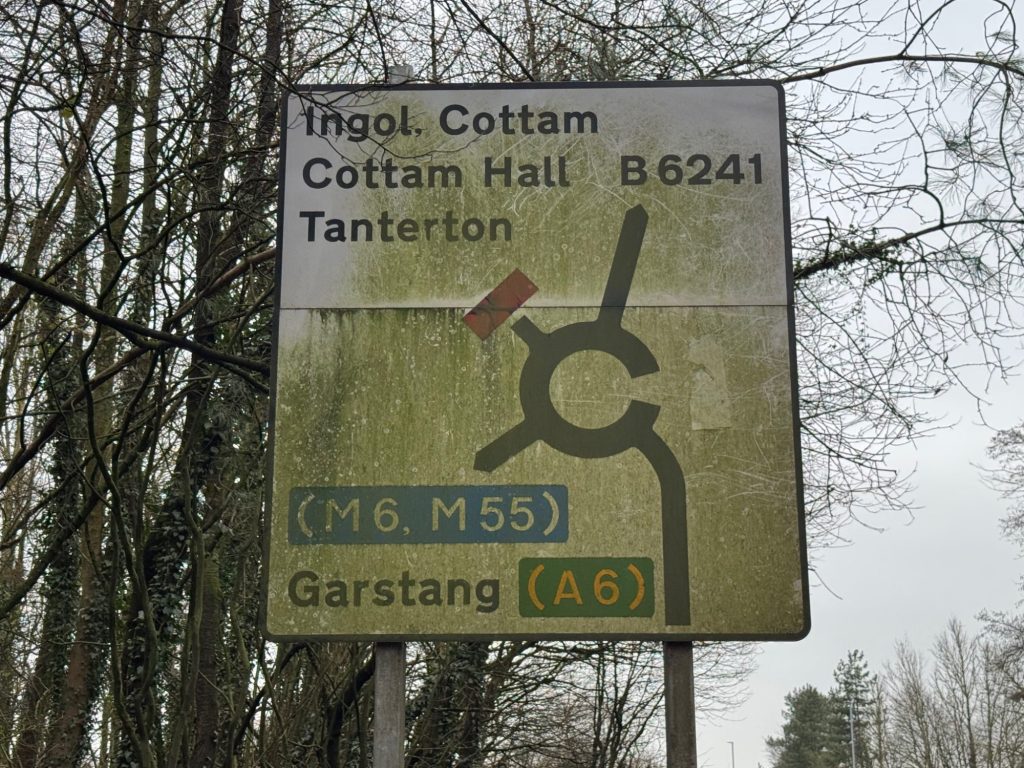 Ingol, Cottam
Cottam Hall B6241
Tanterton
(M6, M55)
Garstang (A6)